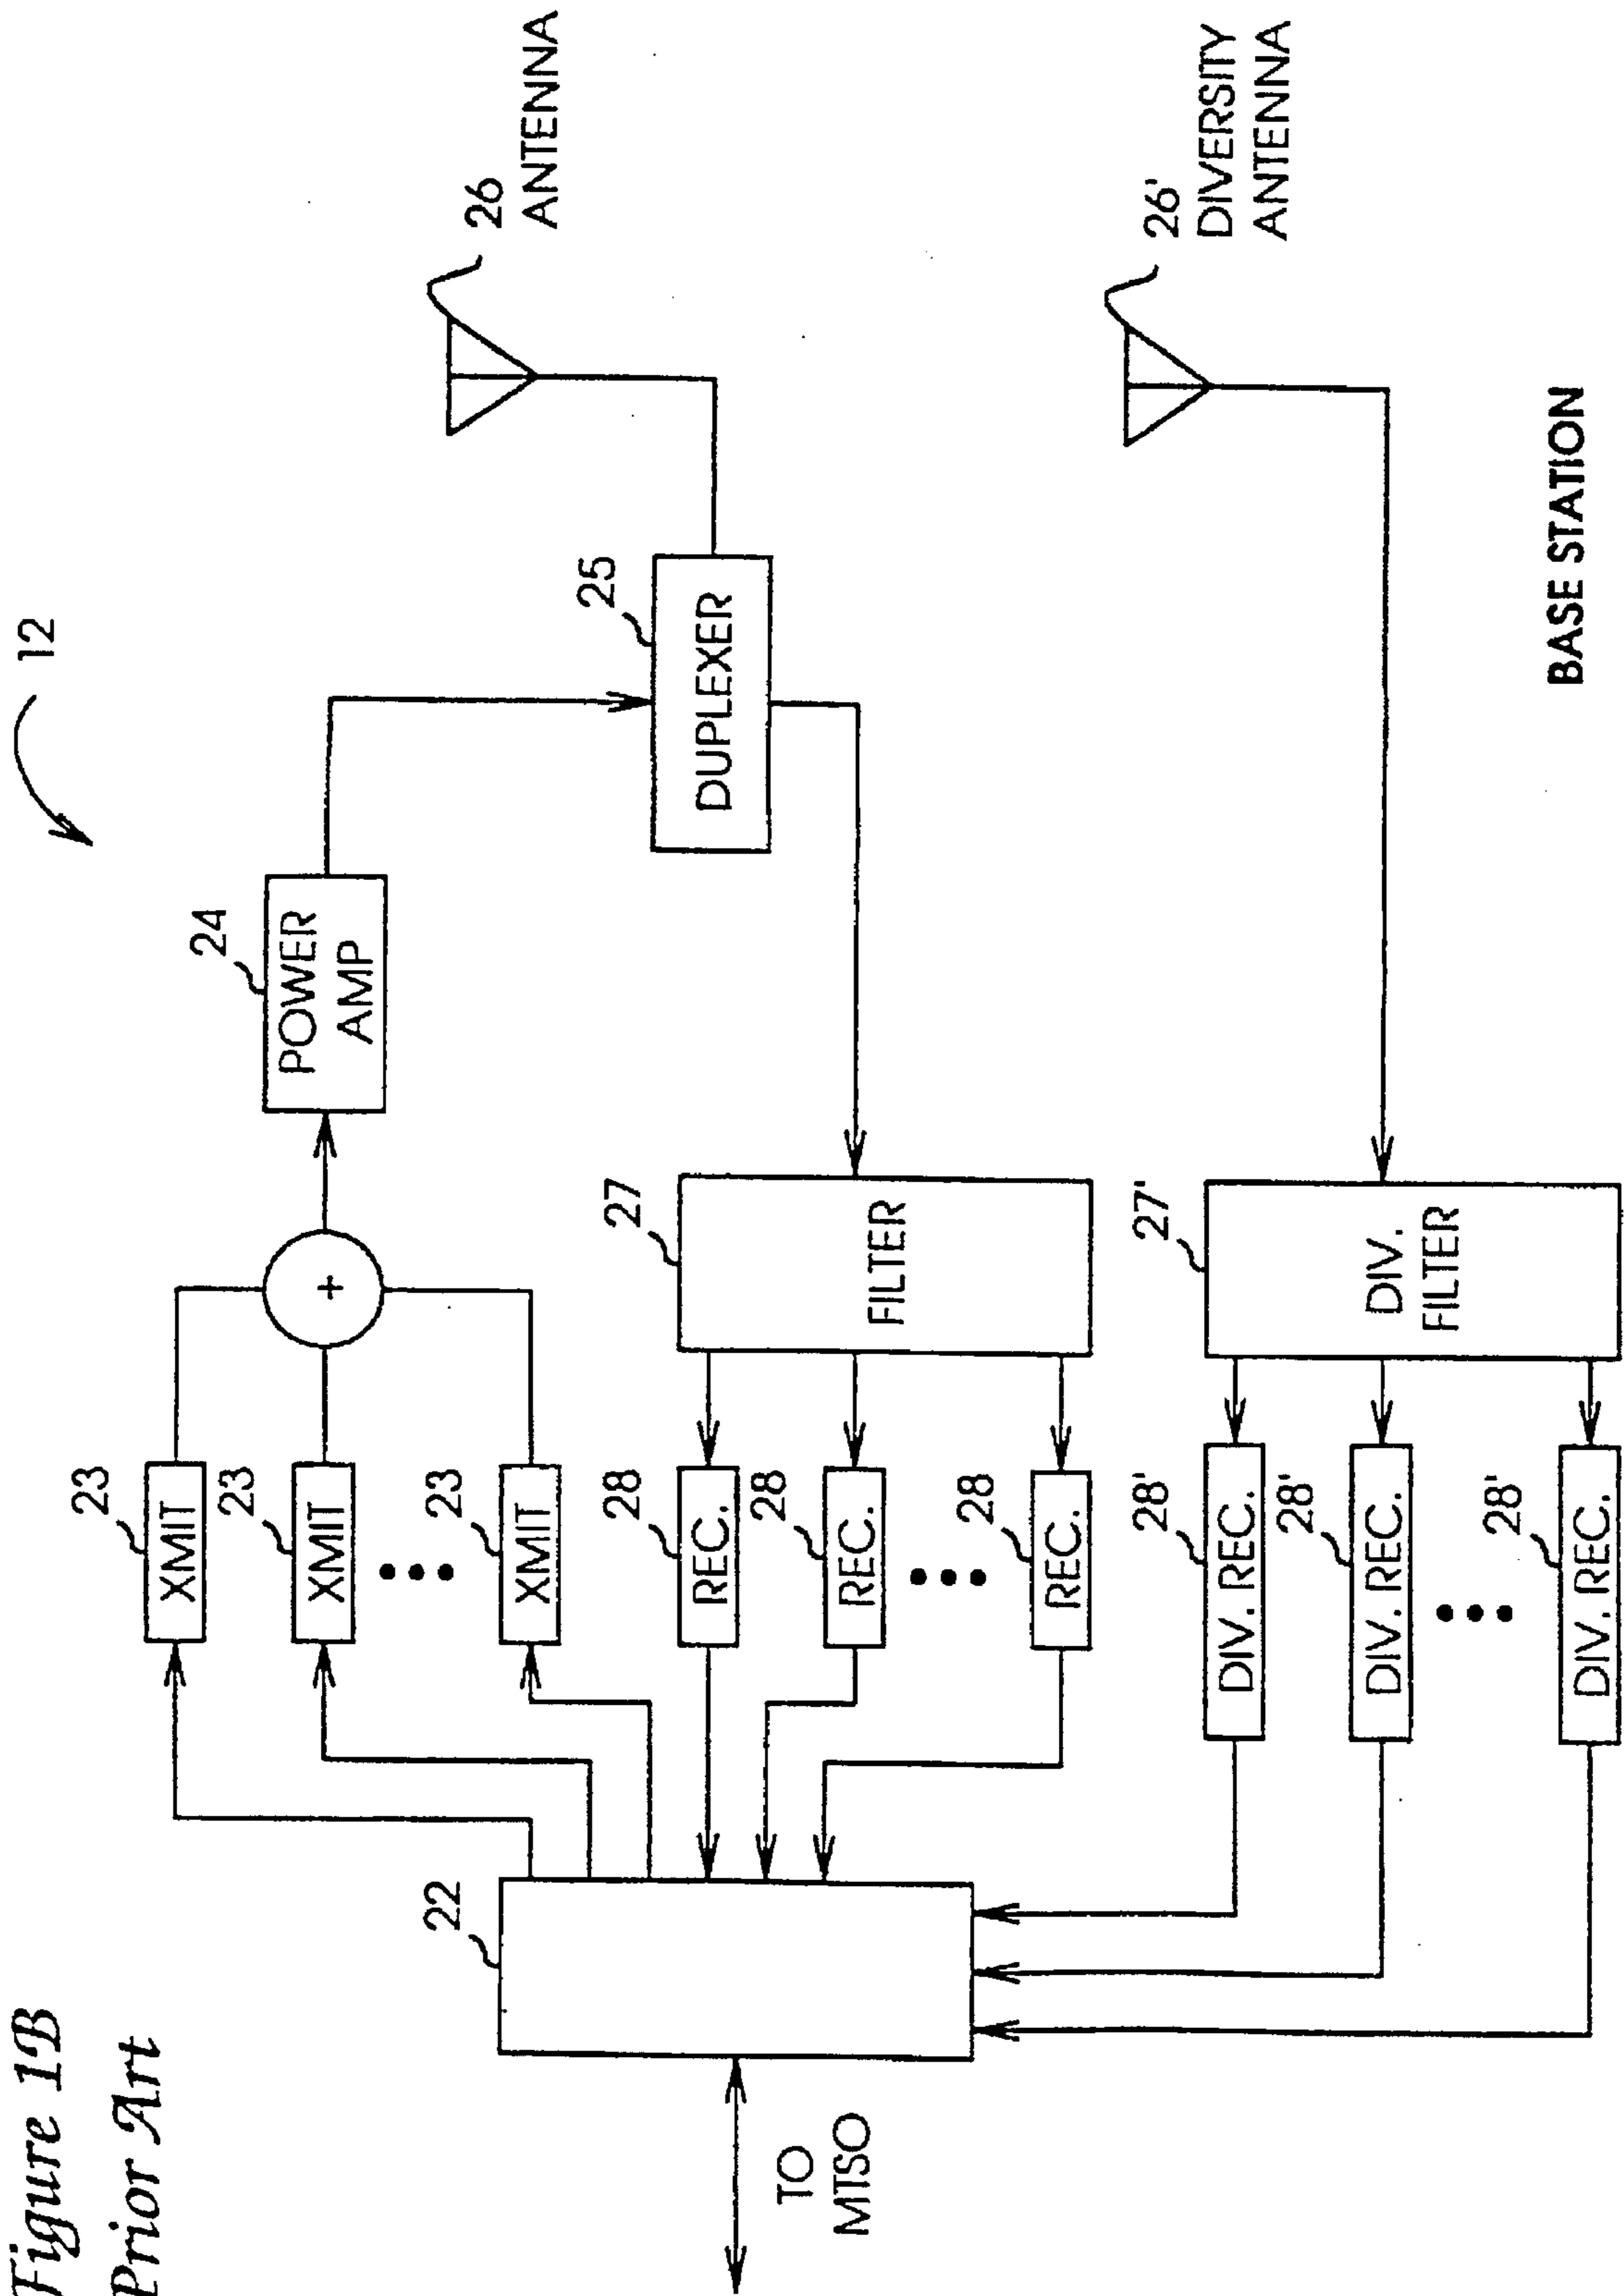 Figure 1B
Prior Art
12
23
XMIT
23
XMIT
23
XMIT
24
POWER
AMP
+
25
DUPLEXER
26
ANTENNA
22
TO
MTSO
28
REC.
28
REC.
28
REC.
27
FILTER
28'
DIV. REC.
28'
DIV. REC.
28'
DIV. REC.
27'
DIV.
FILTER
26'
DIVERSITY
ANTENNA
BASE STATION